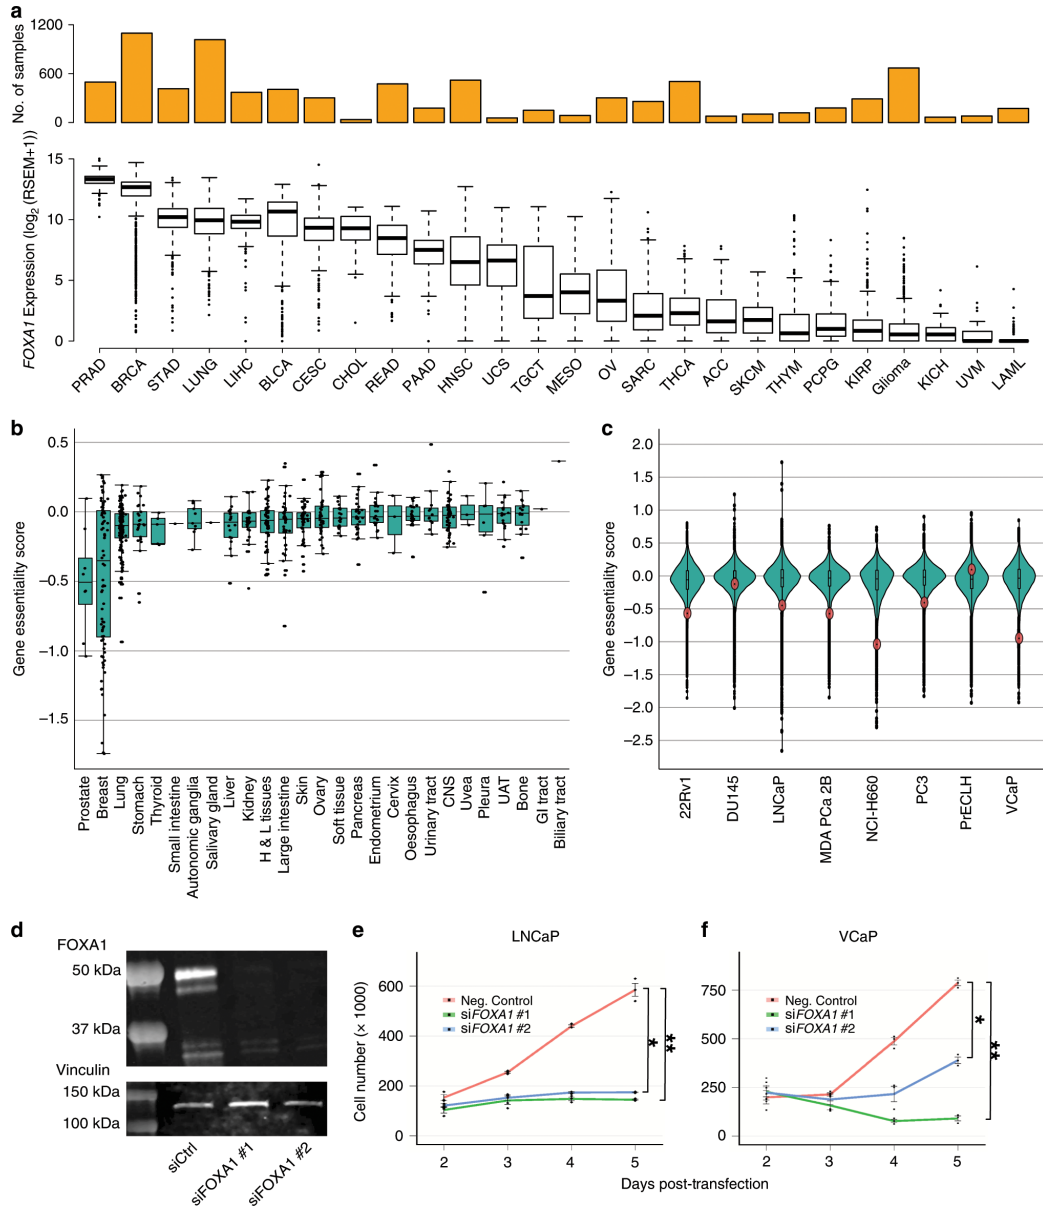 a
No. of samples
1200
600
0
FOXA1 Expression (log2 (RSEM+1))
15
10
5
0
PRAD BRCA STAD LUNG LIHC BLCA CESC CHOL READ PAAD HNSC UCS TGCT MESO OV SARC THCA ACC SKCM THYM PCPG KIRP Glioma KICH UVM LAML
b
Gene essentiality score
0.5
0.0
−0.5
−1.0
−1.5
Prostate
Breast
Lung
Stomach
Thyroid
Small intestine
Autonomic ganglia
Salivary gland
Liver
Kidney
H & L tissues
Large intestine
Skin
Ovary
Soft tissue
Pancreas
Endometrium
Cervix
Oesophagus
Urinary tract
CNS
Uvea
Pleura
UAT
Bone
GI tract
Biliary tract
c
Gene essentiality score
2.0
1.5
1.0
0.5
0.0
−0.5
−1.0
−1.5
−2.0
−2.5
22Rv1
DU145
LNCaP
MDA PCa 2B
NCI-H660
PC3
PrECLH
VCaP
d
FOXA1
50 kDa
37 kDa
Vinculin
150 kDa
100 kDa
siCtrl
siFOXA1 #1
siFOXA1 #2
e
LNCaP
Cell number (× 1000)
600
400
200
0
Neg. Control
siFOXA1 #1
siFOXA1 #2
*
**
2 3 4 5
f
VCaP
750
500
250
0
Neg. Control
siFOXA1 #1
siFOXA1 #2
*
**
2 3 4 5
Days post-transfection